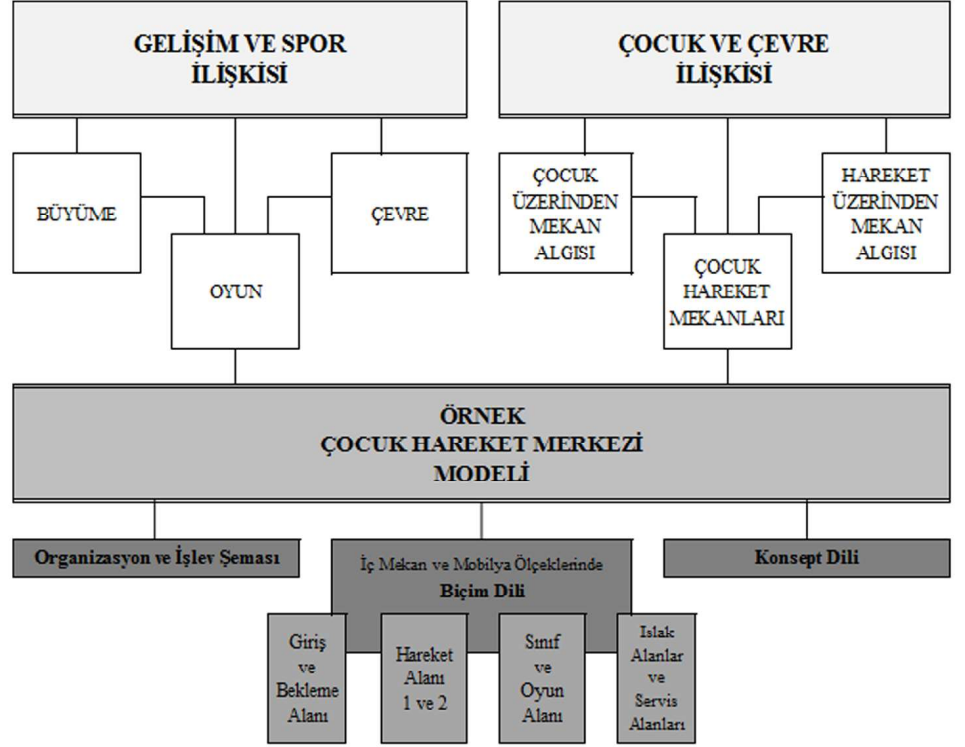 GELİŞİM VE SPOR
İLİŞKİSİ
ÇOCUK VE ÇEVRE
İLİŞKİSİ
BÜYÜME
OYUN
ÇEVRE
ÇOCUK
ÜZERİNDEN
MEKAN
ALGISI
ÇOCUK
HAREKET
MEKANLARI
HAREKET
ÜZERİNDEN
MEKAN
ALGISI
ÖRNEK
ÇOCUK HAREKET MERKEZİ
MODELİ
Organizasyon ve İşlev Şeması
İç Mekan ve Mobilya Ölçeklerinde
Biçim Dili
Konsept Dili
Giriş
ve
Bekleme
Alanı
Hareket
Alanı
1 ve 2
Sınıf
ve
Oyun
Alanı
Islak
Alanlar
ve
Servis
Alanları